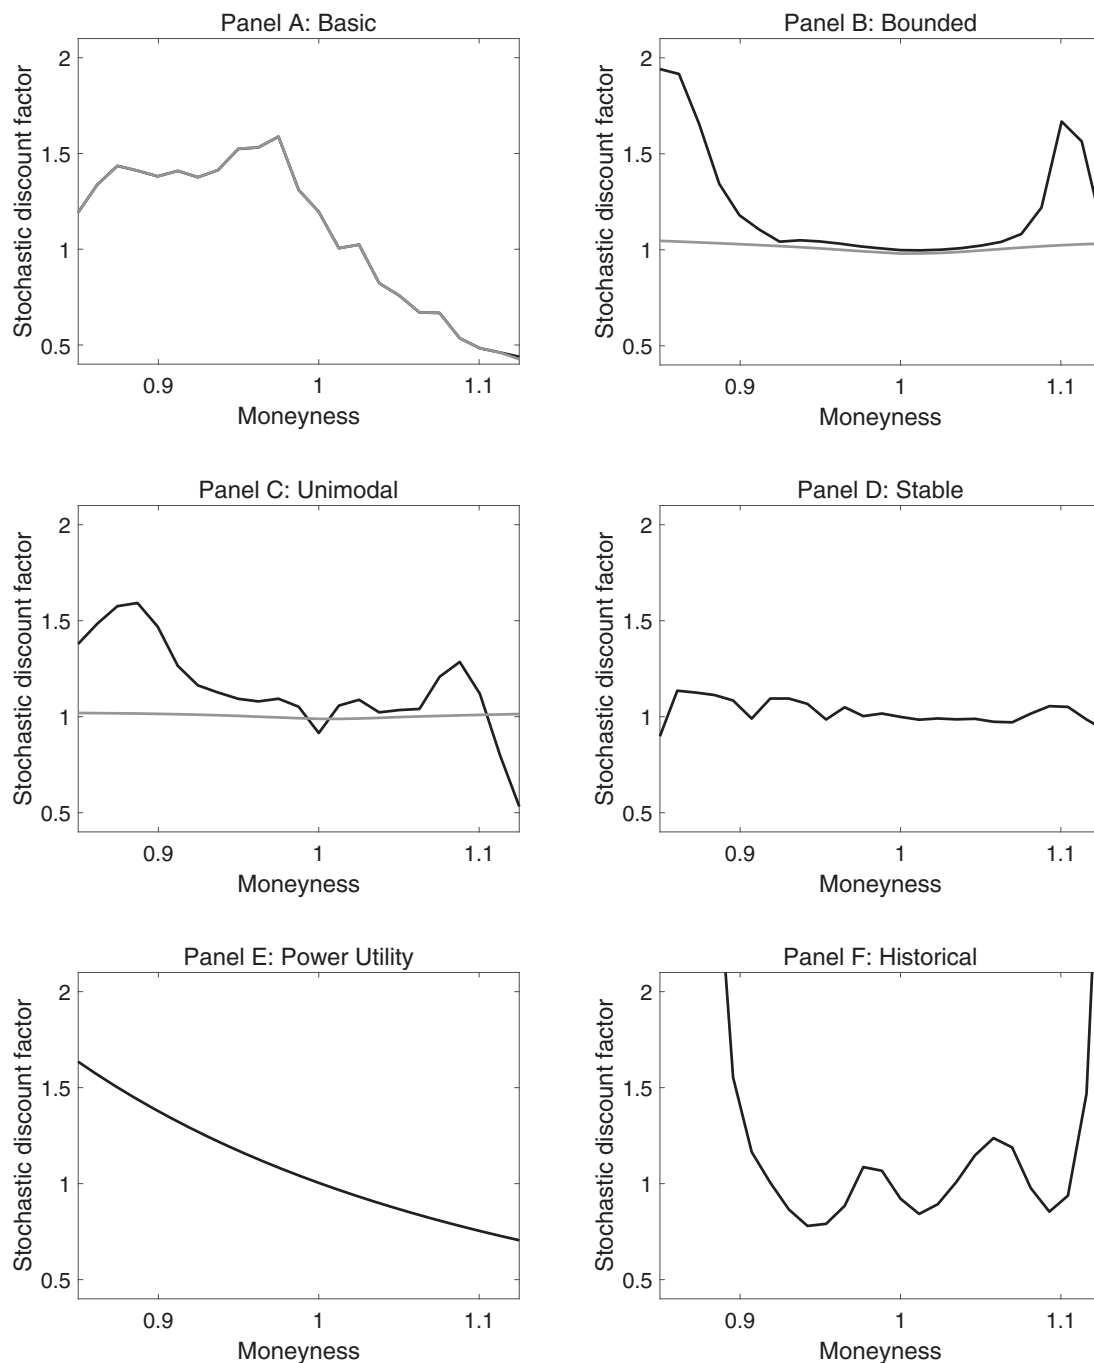 Panel A: Basic
Stochastic discount factor
2
1.5
1
0.5
0.9
1
1.1
Moneyness
Panel B: Bounded
Stochastic discount factor
2
1.5
1
0.5
0.9
1
1.1
Moneyness
Panel C: Unimodal
Stochastic discount factor
2
1.5
1
0.5
0.9
1
1.1
Moneyness
Panel D: Stable
Stochastic discount factor
2
1.5
1
0.5
0.9
1
1.1
Moneyness
Panel E: Power Utility
Stochastic discount factor
2
1.5
1
0.5
0.9
1
1.1
Moneyness
Panel F: Historical
Stochastic discount factor
2
1.5
1
0.5
0.9
1
1.1
Moneyness